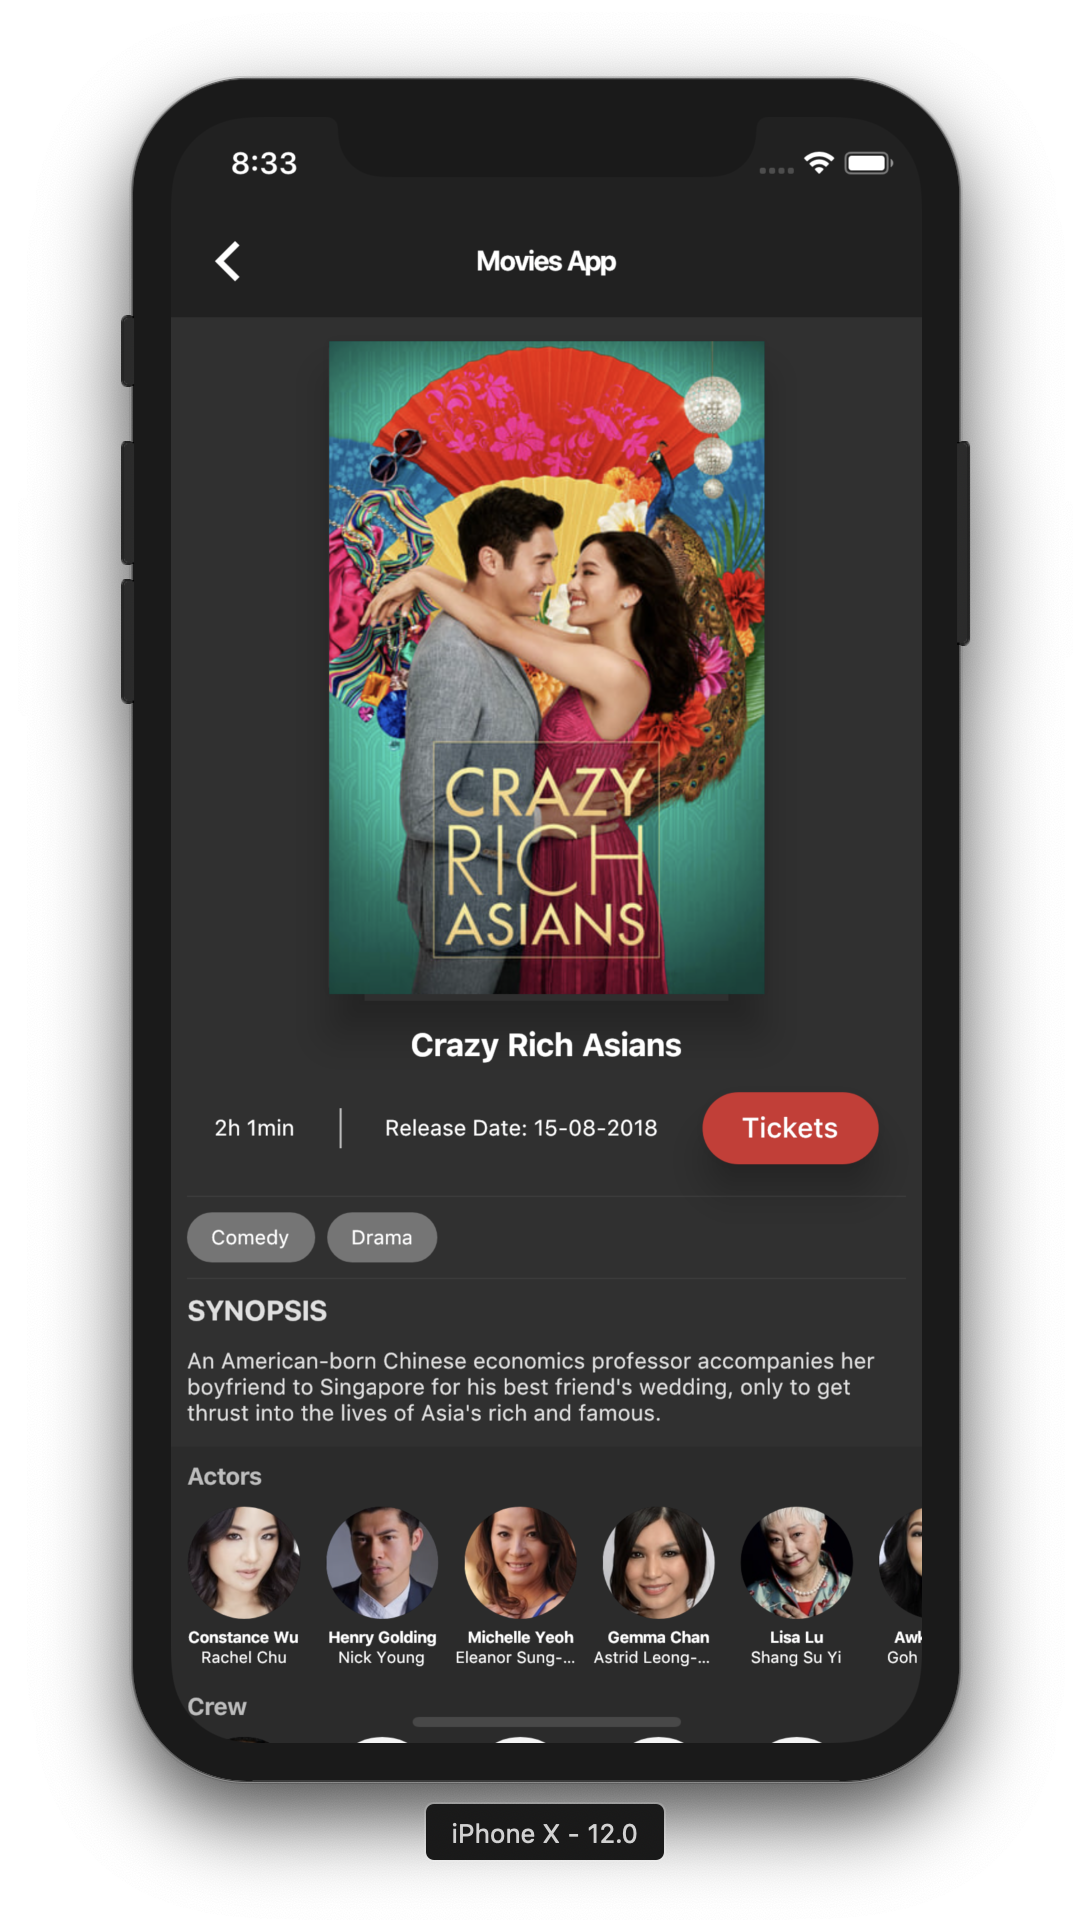 8:33
Movies App
CRAZY
RICH
ASIANS
Crazy Rich Asians
2h 1min
Release Date: 15-08-2018
Tickets
Comedy
Drama
SYNOPSIS
An American-born Chinese economics professor accompanies her
boyfriend to Singapore for his best friend's wedding, only to get
thrust into the lives of Asia's rich and famous.
Actors
Constance Wu
Rachel Chu
Henry Golding
Nick Young
Michelle Yeoh
Eleanor Sung-...
Gemma Chan
Astrid Leong-...
Lisa Lu
Shang Su Yi
Awk
Goh
Crew
iPhone X - 12.0